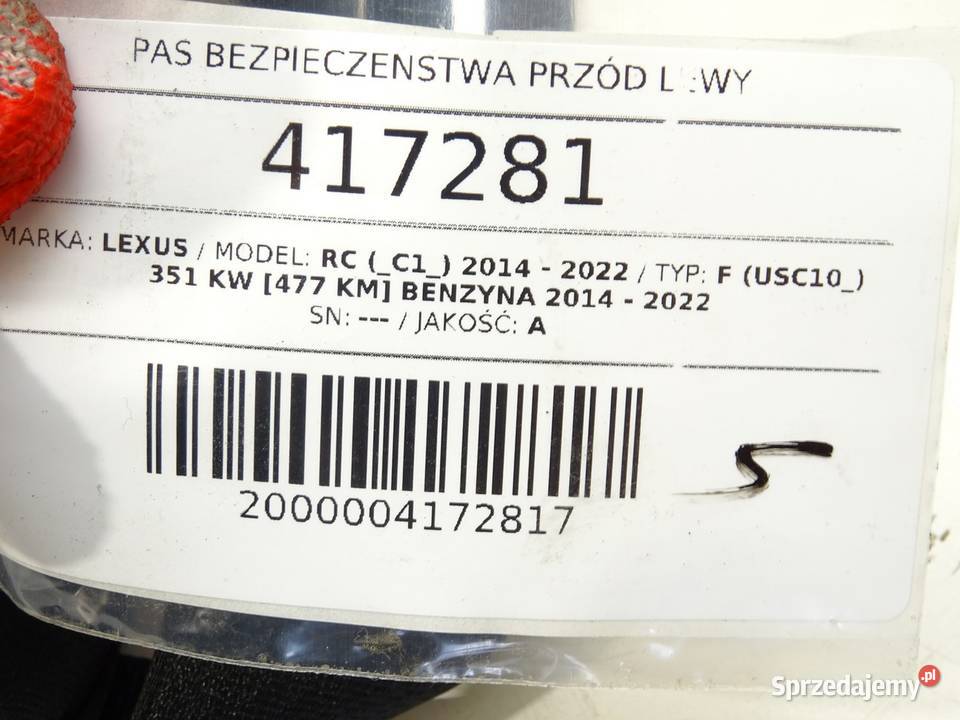 PAS BEZPIECZENSTWA PRZÓD
417281
MARKA: LEXUS / MODEL: RC (_C1_) 2014 - 2022 / TYP: F (USC10_)
351 KW [477 KM] BENZYNA 2014 - 2022
SN: --- / JAKOŚĆ: A
2000004172817
5
Sprzedajemy.pl